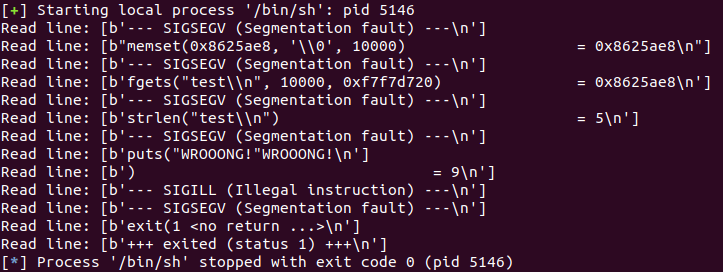 [+] Starting local process '/bin/sh': pid 5146
Read line: [b'--- SIGSEGV (Segmentation fault) ---\n']
Read line: [b"memset(0x8625ae8, '\\0', 10000)                     = 0x8625ae8\n"]
Read line: [b'--- SIGSEGV (Segmentation fault) ---\n']
Read line: [b'fgets("test\\n", 10000, 0xf7f7d720)                 = 0x8625ae8\n']
Read line: [b'--- SIGSEGV (Segmentation fault) ---\n']
Read line: [b'strlen("test\\n")                                   = 5\n']
Read line: [b'--- SIGSEGV (Segmentation fault) ---\n']
Read line: [b'puts("WROOONG!"WROOONG!\n']
Read line: [b')                                     = 9\n']
Read line: [b'--- SIGILL (Illegal instruction) ---\n']
Read line: [b'--- SIGSEGV (Segmentation fault) ---\n']
Read line: [b'exit(1 <no return ...>\n']
Read line: [b'+++ exited (status 1) +++\n']
[*] Process '/bin/sh' stopped with exit code 0 (pid 5146)